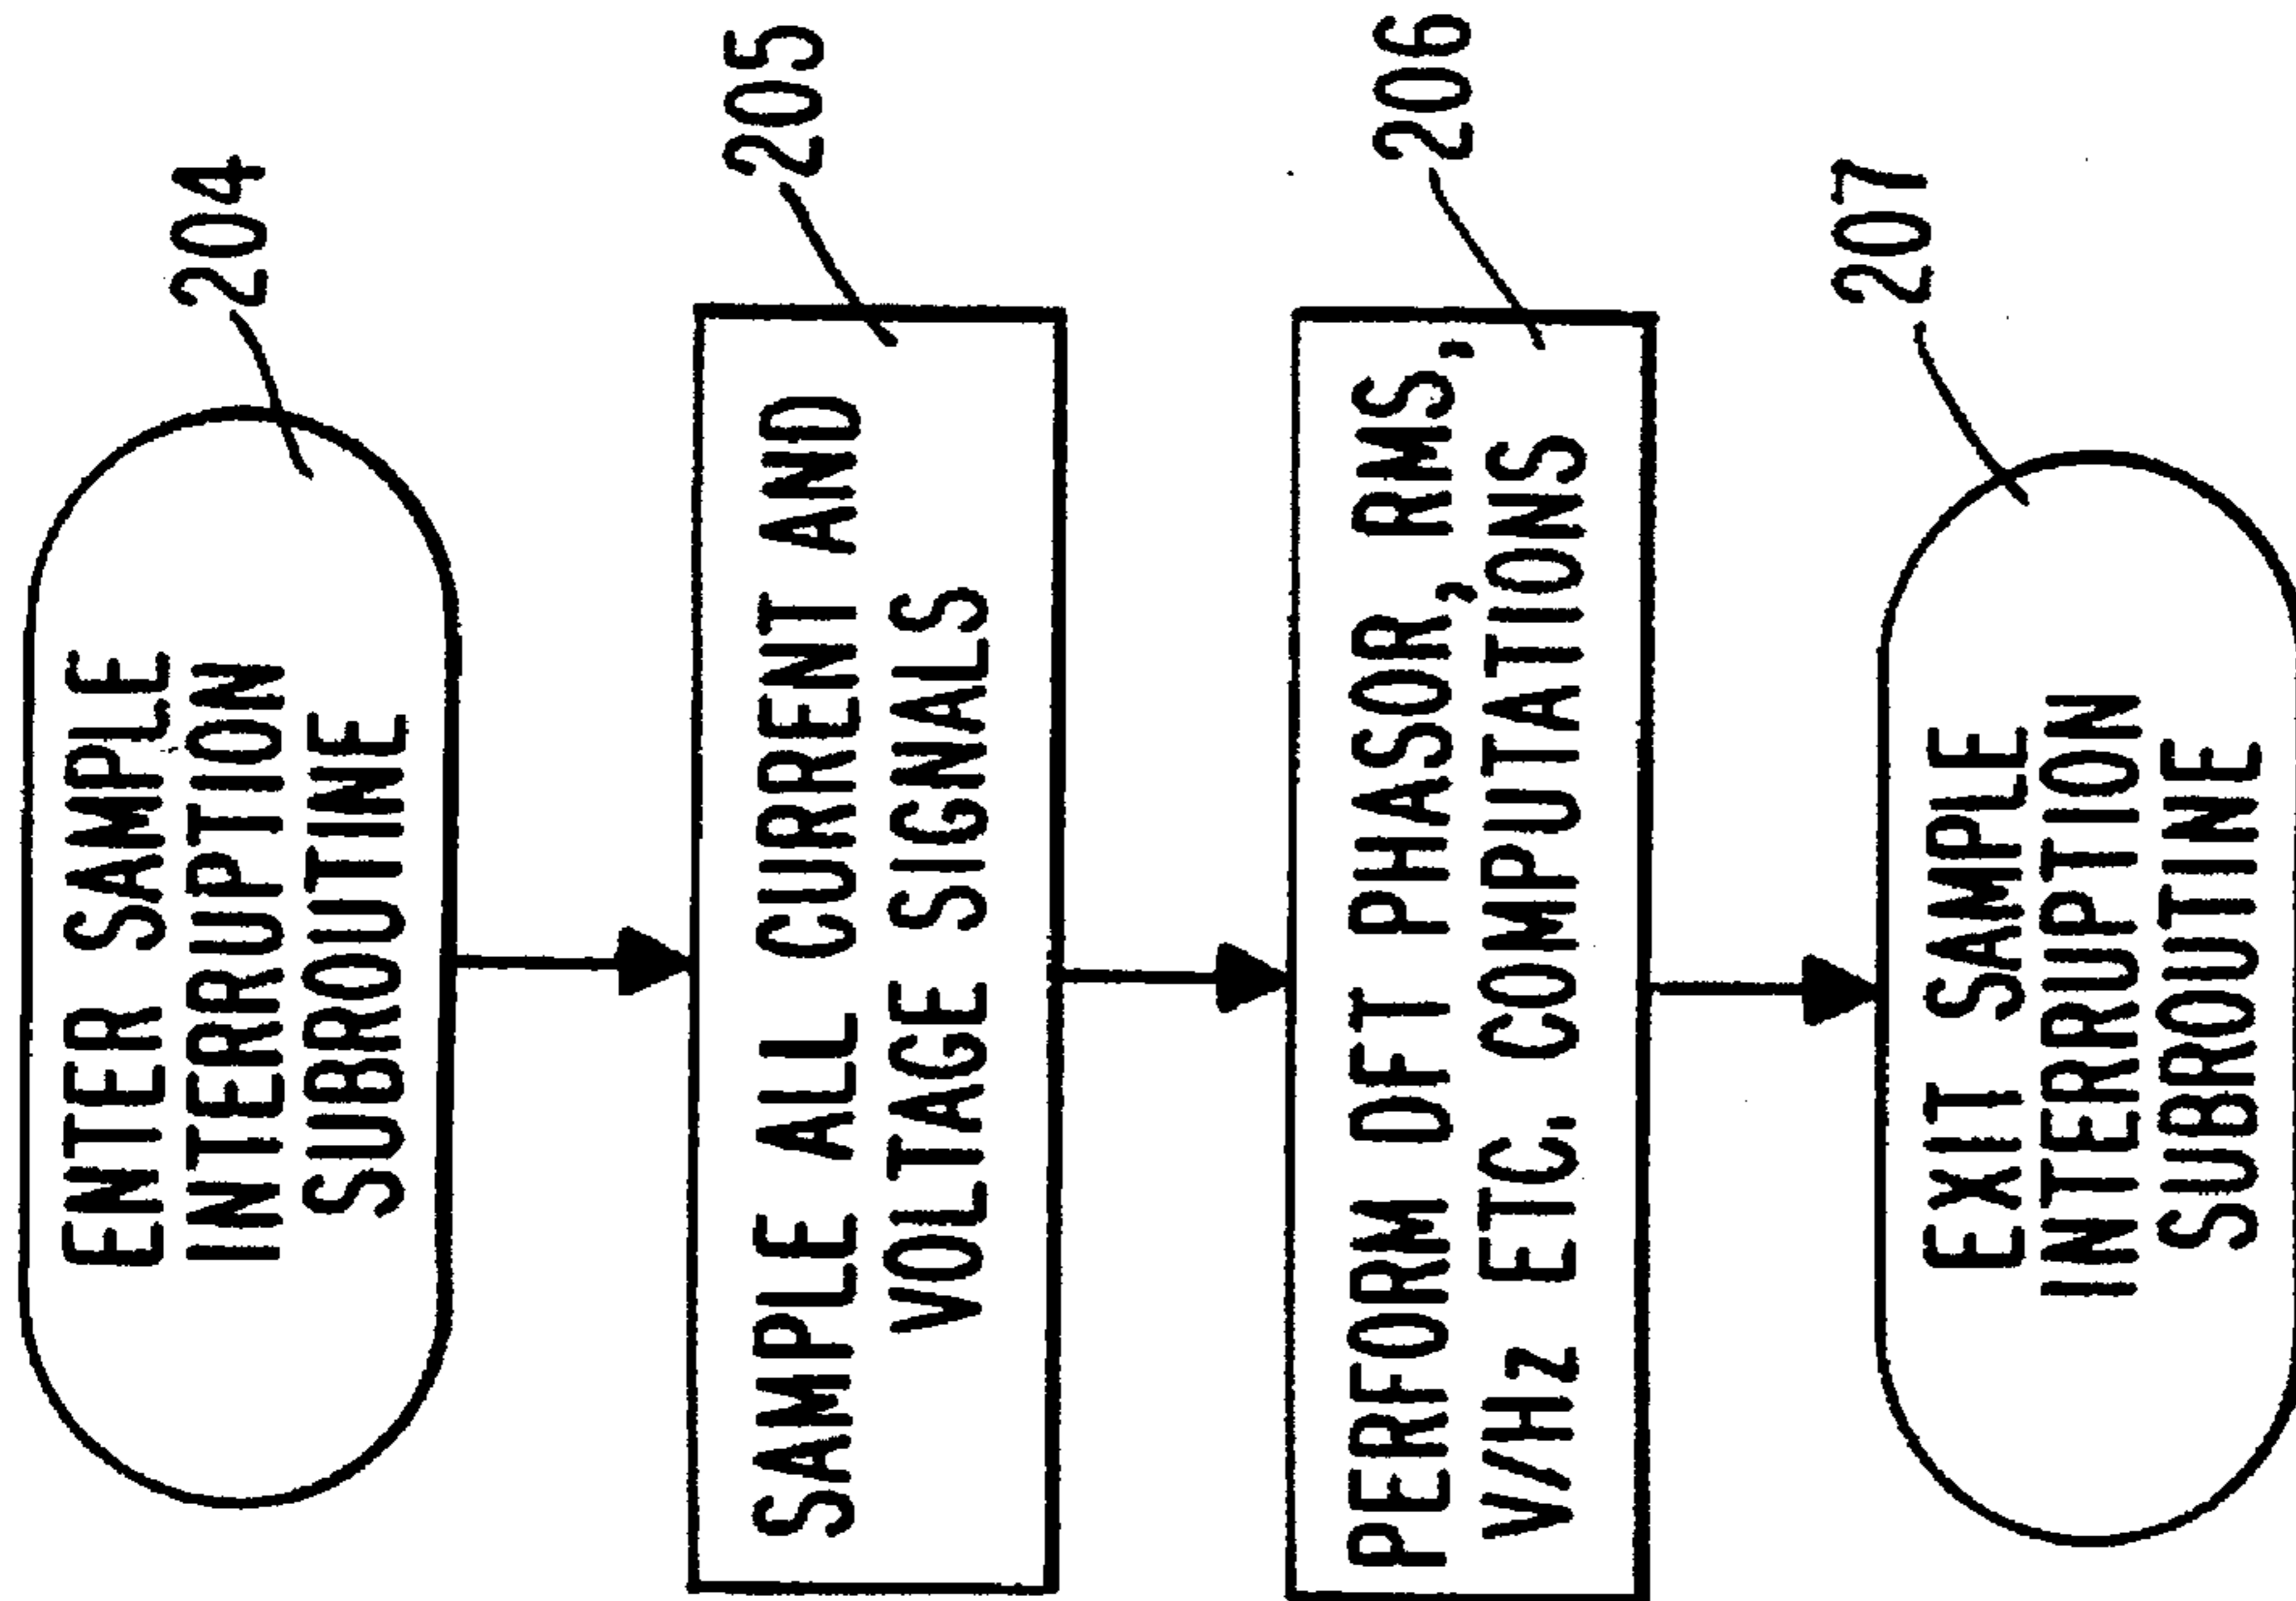 ENTER SAMPLE
INTERRUPTION
SUBROUTINE
204
SAMPLE ALL CURRENT AND
VOLTAGE SIGNALS
205
PERFORM DFT PHASOR, RMS,
V/Hz ETC. COMPUTATIONS
206
EXIT SAMPLE
INTERRUPTION
SUBROUTINE
207